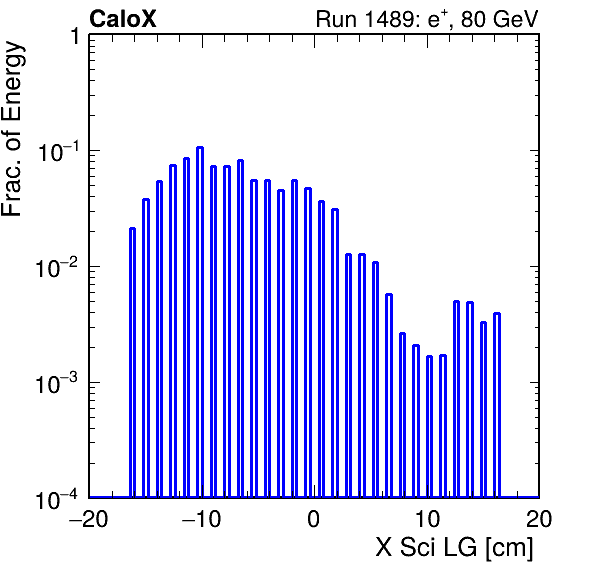 CaloX
Run 1489: e⁺, 80 GeV
Frac. of Energy
1
10⁻¹
10⁻²
10⁻³
10⁻⁴
−20 −10 0 10 20
X Sci LG [cm]